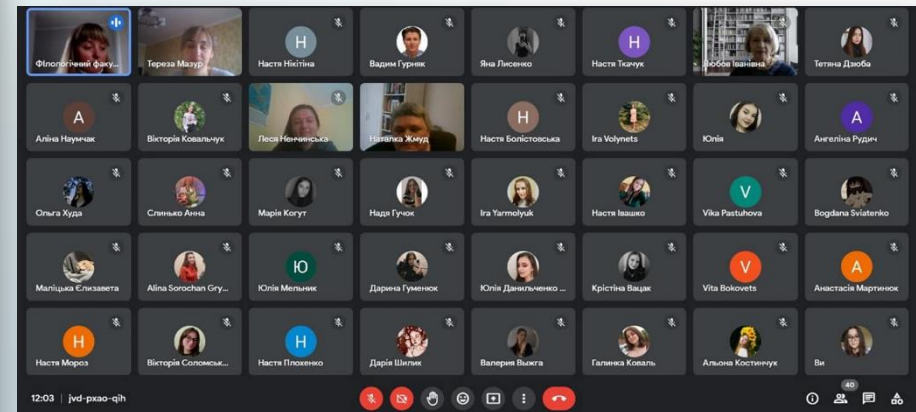 Філологічний факу...
Тереза Мазур
Н
Настя Нікітіна
Вадим Гурняк
Яна Лисенко
Н
Настя Ткачук
Любов Іванівна
Тетяна Дзюба
А
Аліна Наумчак
Вікторія Ковальчук
Леся Ненчинська
Наталка Жмуд
Н
Настя Болістовська
Ira Volynets
Юлія
А
Ангеліна Рудич
Ольга Худа
Слинько Анна
Марія Когут
Надя Гучок
Ira Yarmolyuk
Настя Івашко
V
Vika Pastuhova
Bogdana Sviatenko
Маліцька Єлизавета
Alina Sorochan Gry...
Ю
Юлія Мельник
Дарина Гуменюк
Юлія Данильченко ...
Крістіна Вацак
V
Vita Bokovets
А
Анастасія Мартинюк
Н
Настя Мороз
Вікторія Соломськ...
Н
Настя Плохенко
Дарія Шилик
Валерия Выжга
Галинка Коваль
Альона Костинчук
Ви
12:03 | jvd-pxao-qih
40